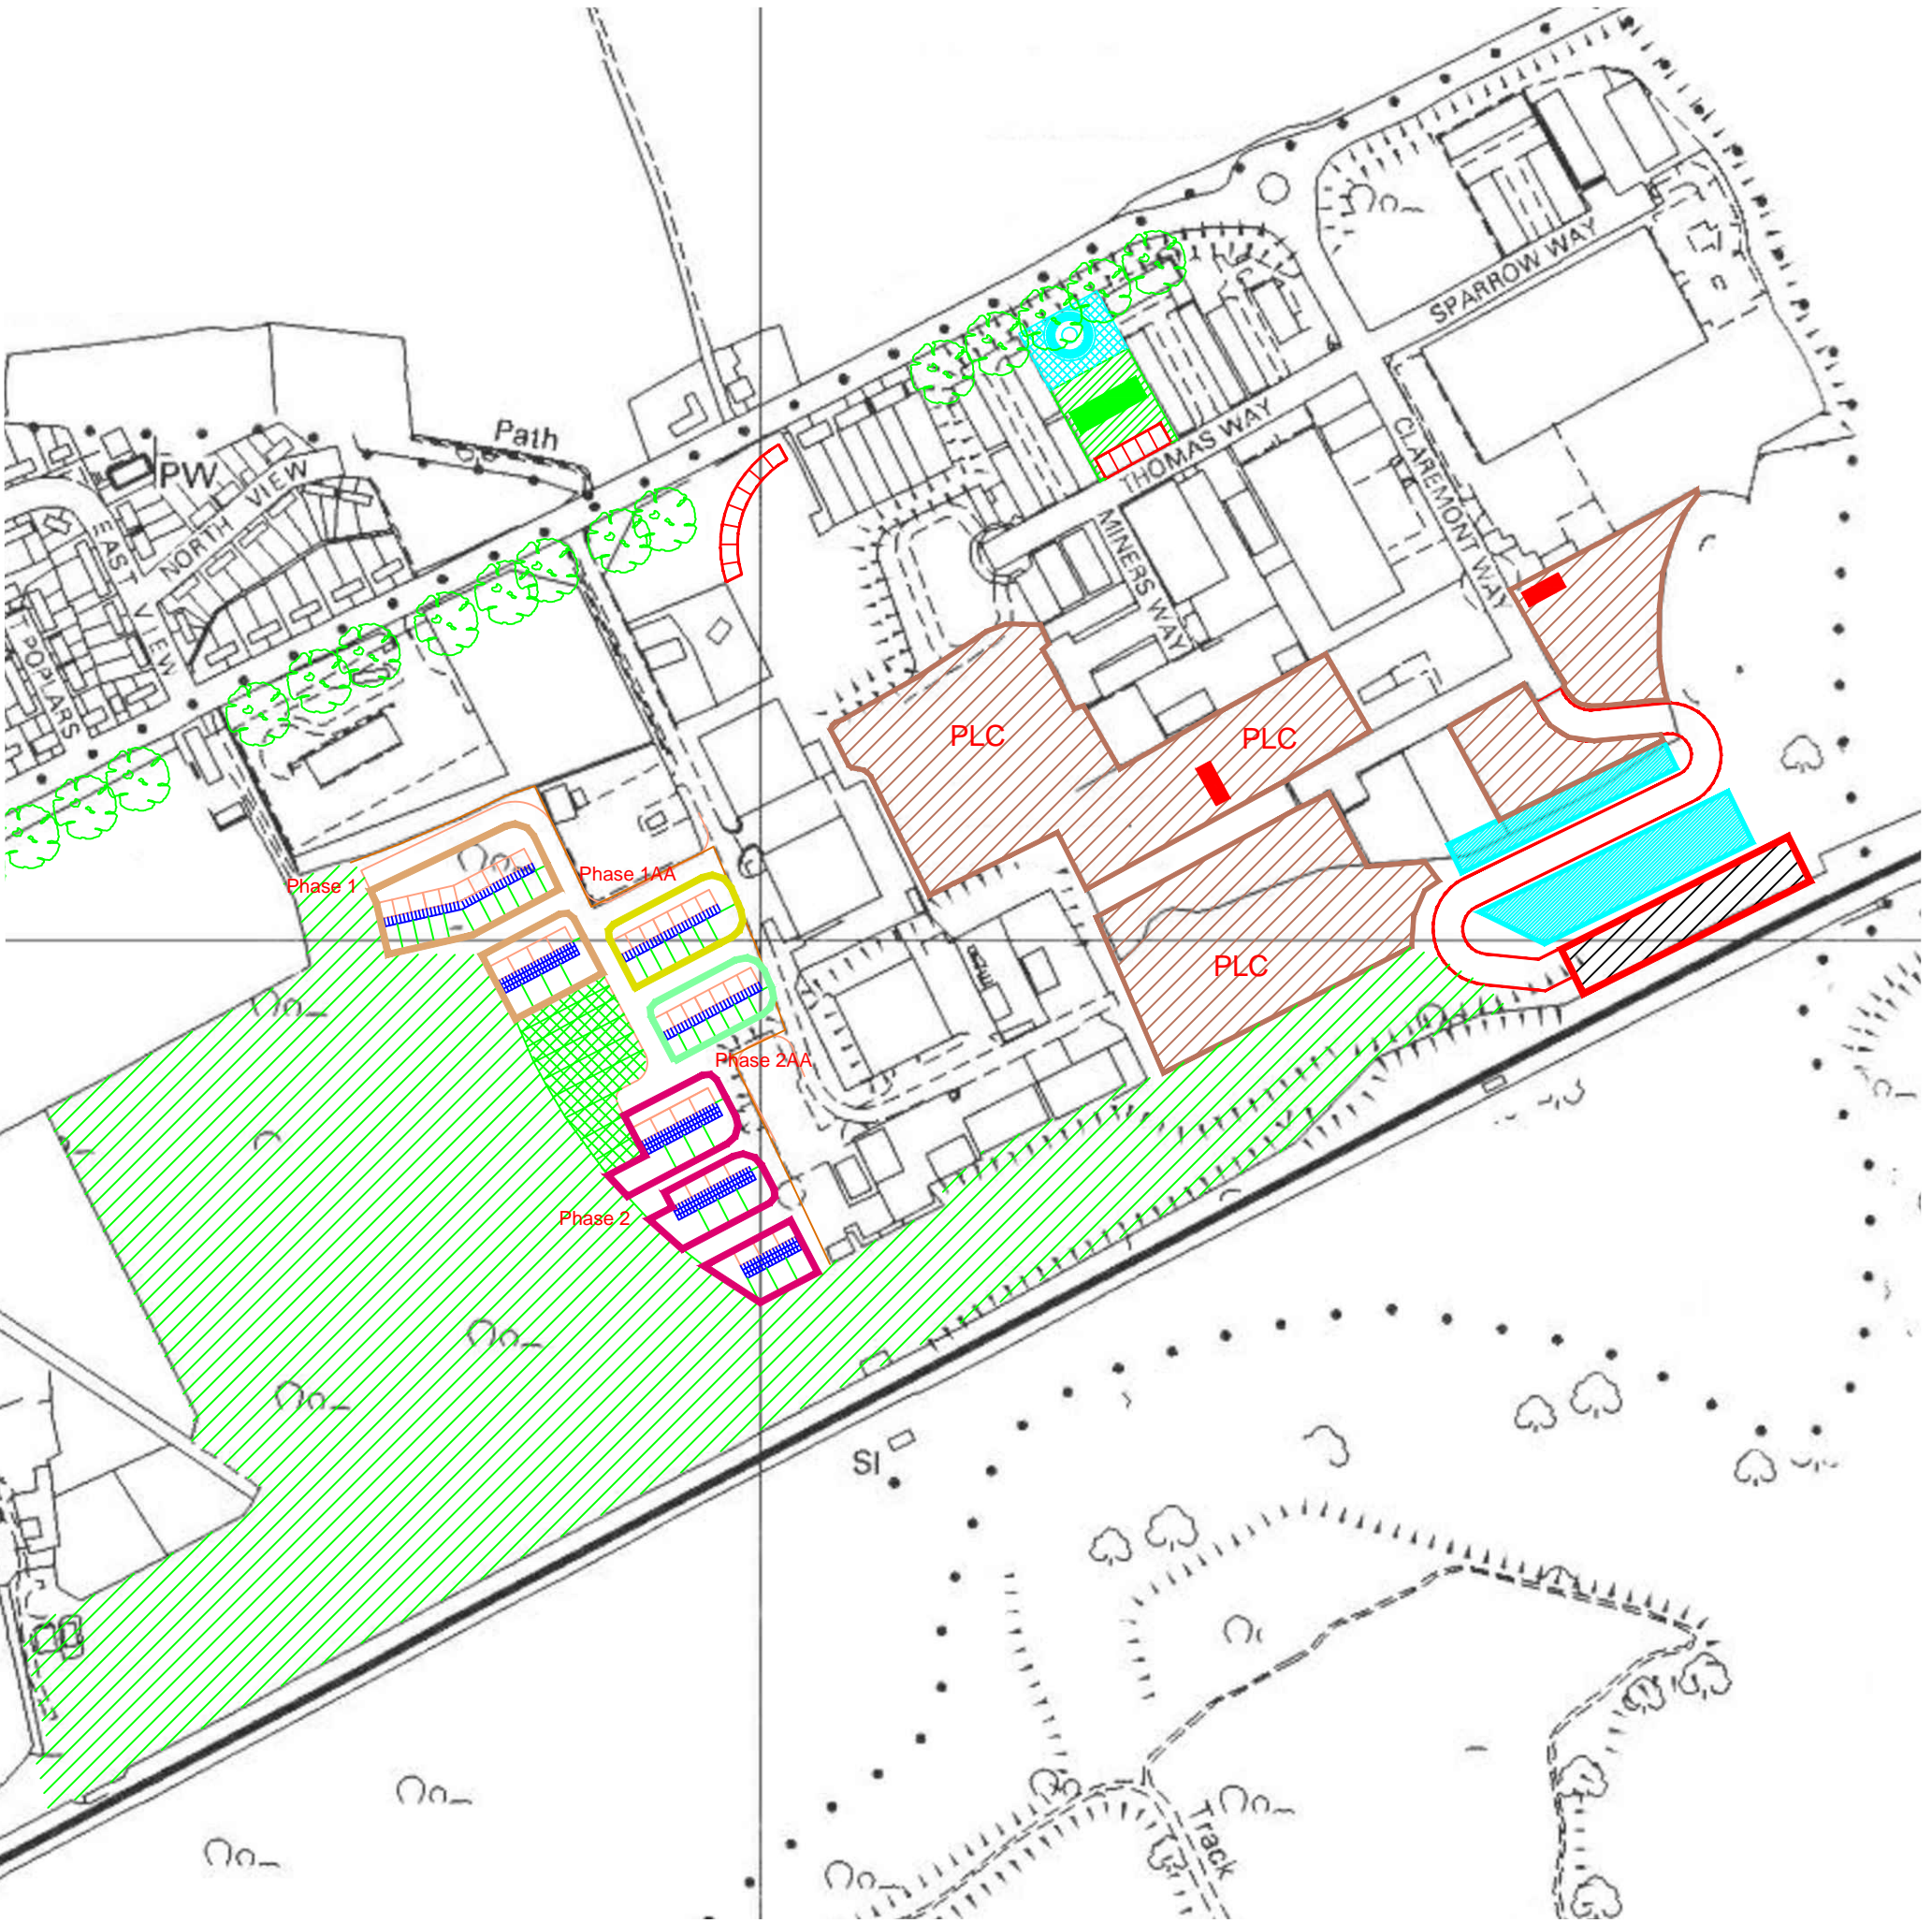 SPARROW WAY
Path
THOMAS WAY
CLAREMONT WAY
PW
NORTH VIEW
EAST VIEW
MINERS WAY
POPLARS
PLC
PLC
Phase 1
Phase 1AA
PLC
Phase 2AA
Phase 2
SI
Track